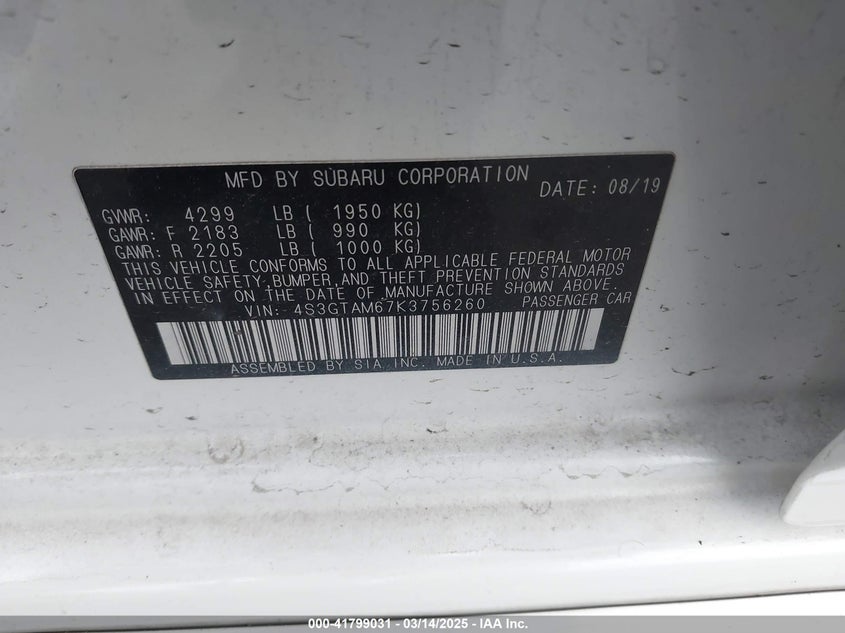 MFD BY SUBARU CORPORATION DATE: 08/19
GVWR: 4299 LB ( 1950 KG)
GAWR: F 2183 LB ( 990 KG)
GAWR: R 2205 LB ( 1000 KG)
THIS VEHICLE CONFORMS TO ALL APPLICABLE FEDERAL MOTOR
VEHICLE SAFETY,BUMPER,AND THEFT PREVENTION STANDARDS
IN EFFECT ON THE DATE OF MANUFACTURE SHOWN ABOVE.
VIN: 4S3GTAM67K3756260 PASSENGER CAR
ASSEMBLED BY SIA INC. MADE IN U.S.A.
000-41799031 - 03/14/2025 - IAA Inc.